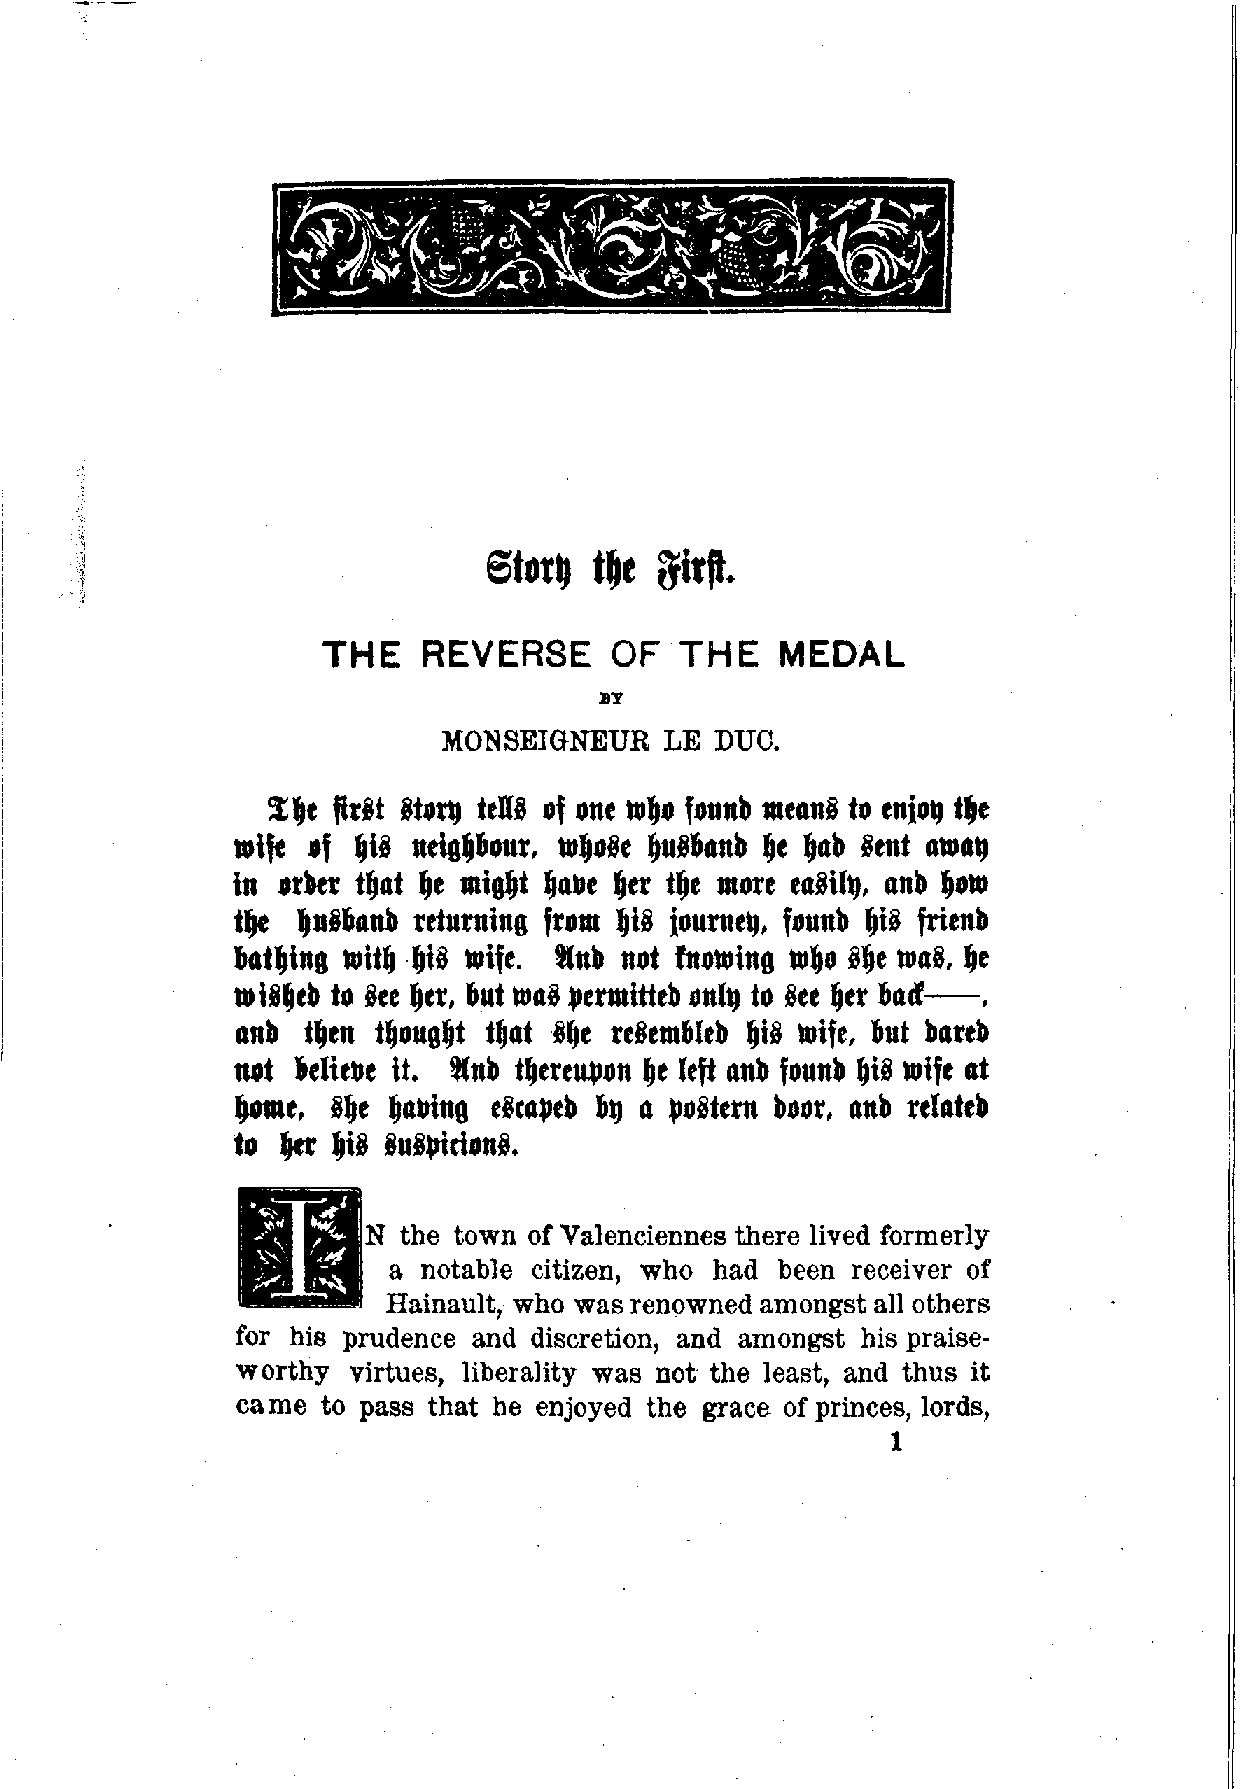 Story the First.
THE REVERSE OF THE MEDAL
BY
MONSEIGNEUR LE DUC.
The first story tells of one who found means to enjoy the
wife of his neighbour, whose husband he had sent away
in order that he might have her the more easily, and how
the husband returning from his journey, found his friend
bathing with his wife. And not knowing who she was, he
wished to see her, but was permitted only to see her back——,
and then thought that she resembled his wife, but dared
not believe it. And thereupon he left and found his wife at
home, she having escaped by a postern door, and related
to her his suspicions.
IN the town of Valenciennes there lived formerly
a notable citizen, who had been receiver of
Hainault, who was renowned amongst all others
for his prudence and discretion, and amongst his praise-
worthy virtues, liberality was not the least, and thus it
came to pass that he enjoyed the grace of princes, lords,
1